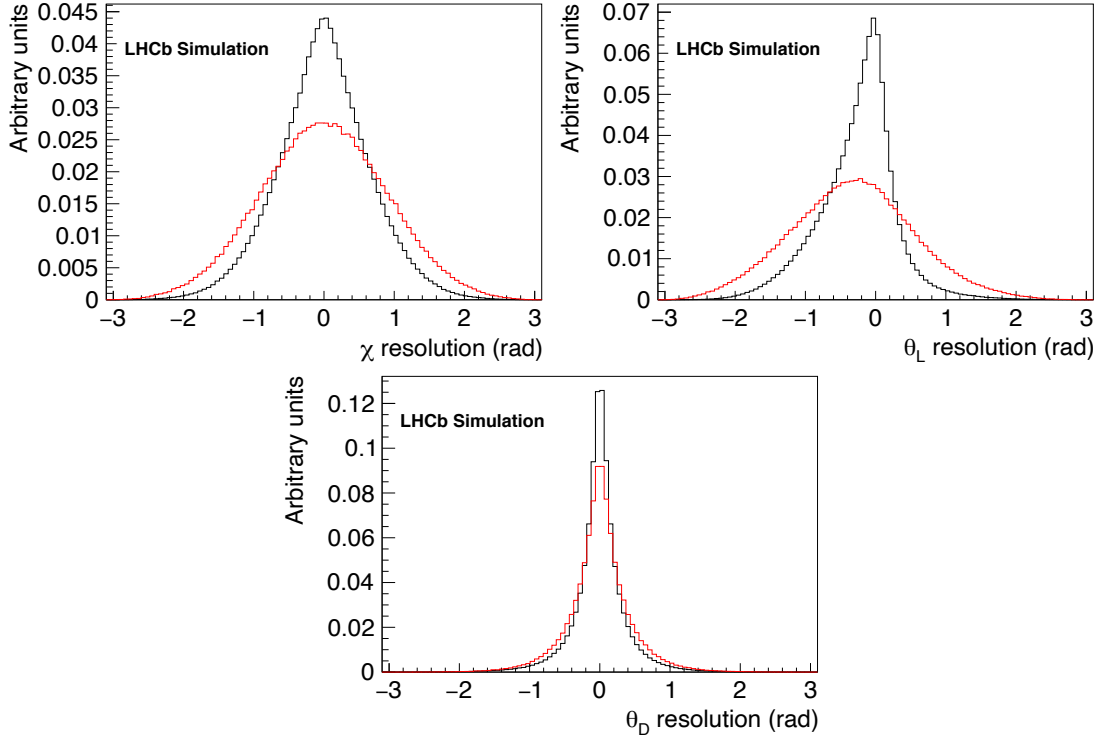 Arbitrary units
LHCb Simulation
0.045
0.04
0.035
0.03
0.025
0.02
0.015
0.01
0.005
0
−3 −2 −1 0 1 2 3
χ resolution (rad)
Arbitrary units
LHCb Simulation
0.07
0.06
0.05
0.04
0.03
0.02
0.01
0
−3 −2 −1 0 1 2 3
θL resolution (rad)
Arbitrary units
LHCb Simulation
0.12
0.1
0.08
0.06
0.04
0.02
0
−3 −2 −1 0 1 2 3
θD resolution (rad)